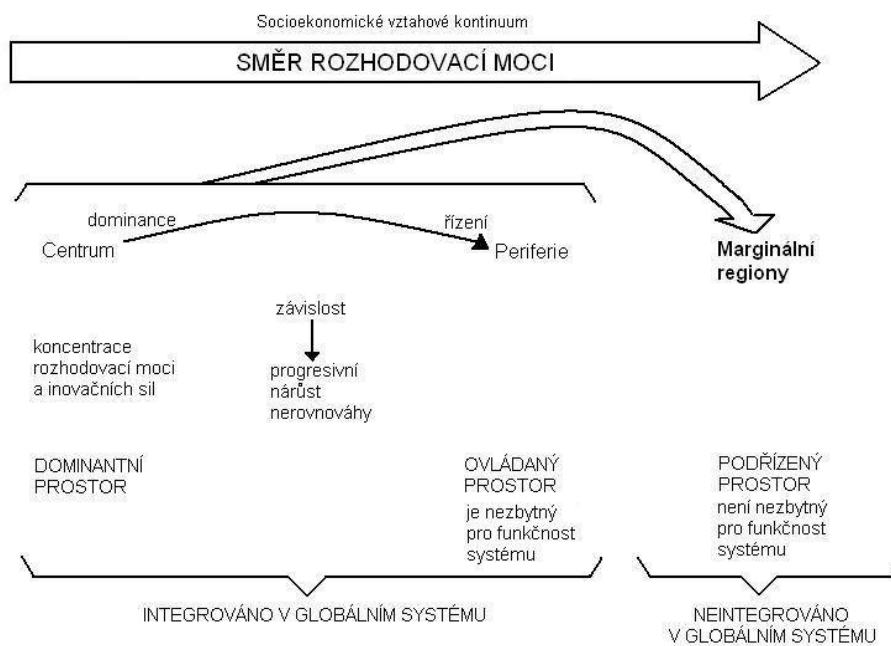 Socioekonomické vztahové kontinuum
SMĚR ROZHODOVACÍ MOCI
dominance
řízení
Centrum
Periferie
Marginální
regiony
závislost
koncentrace
rozhodovací moci
a inovačních sil
progresivní
nárůst
nerovnováhy
DOMINANTNÍ
PROSTOR
OVLÁDANÝ
PROSTOR
je nezbytný
pro funkčnost
systému
PODŘÍZENÝ
PROSTOR
není nezbytný
pro funkčnost
systému
INTEGROVÁNO V GLOBÁLNÍM SYSTÉMU
NEINTEGROVÁNO
V GLOBÁLNÍM SYSTÉMU